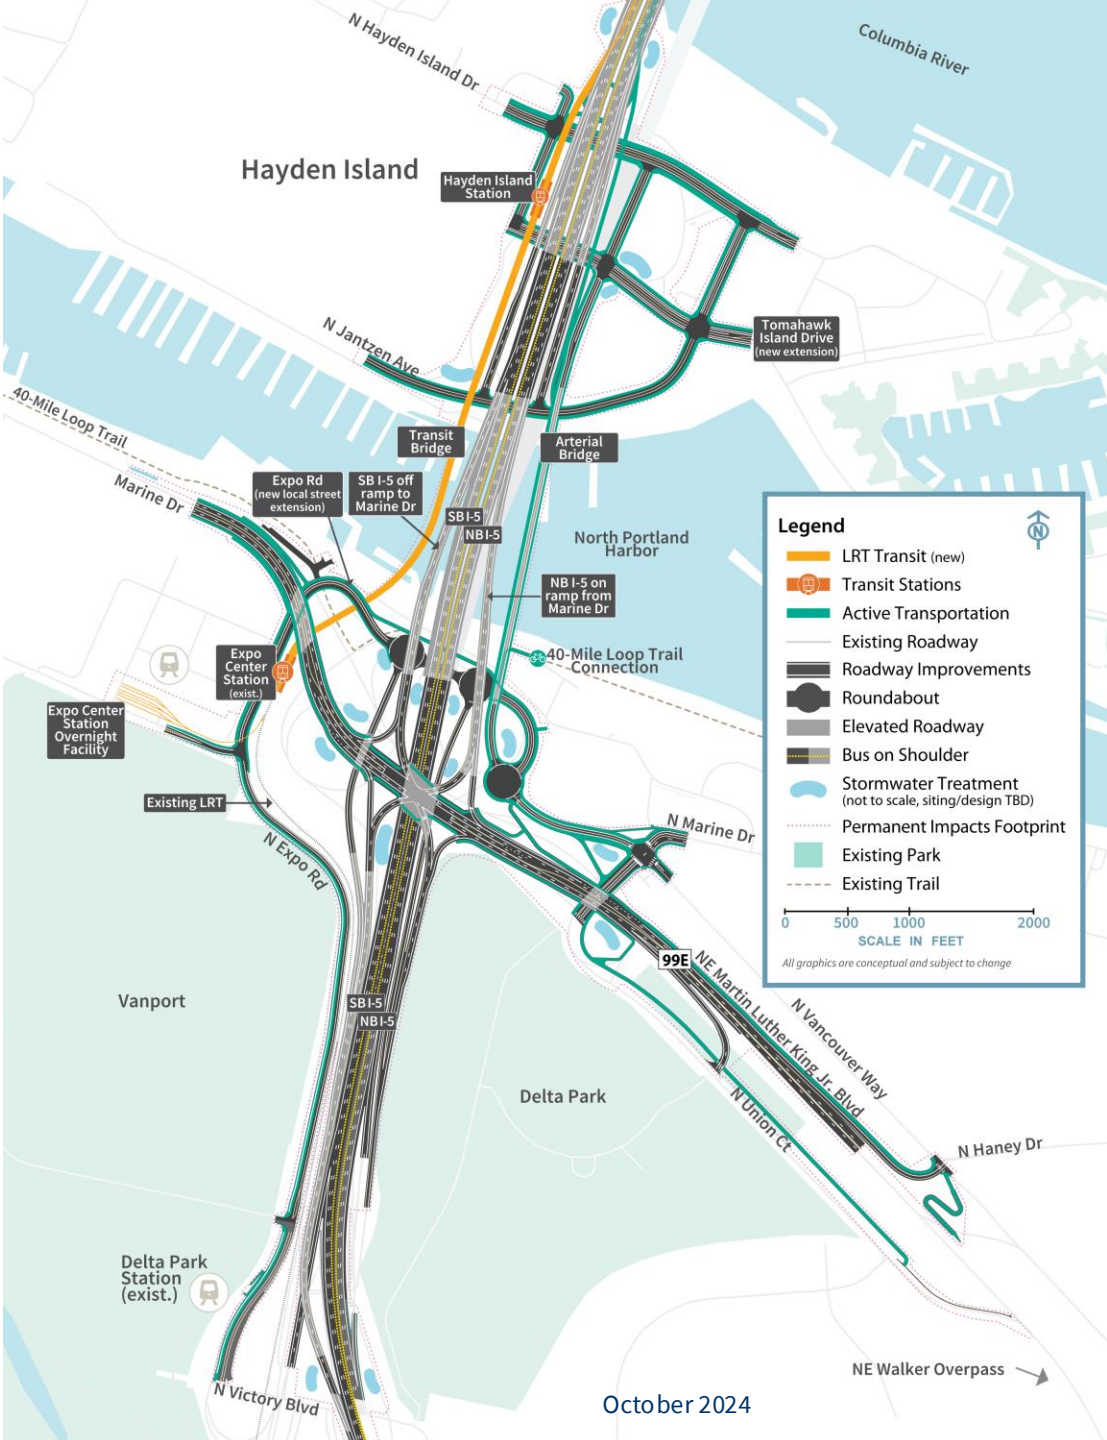 N Hayden Island Dr
Columbia River
Hayden Island
Hayden Island
Station
N Jantzen Ave
Tomahawk
Island Drive
(new extension)
40-Mile Loop Trail
Transit
Bridge
Arterial
Bridge
Marine Dr
Expo Rd
(new local street
extension)
SB I-5 off
ramp to
Marine Dr
SB I-5
NB I-5
North Portland
Harbor
NB I-5 on
ramp from
Marine Dr
Expo
Center
Station
(exist.)
40-Mile Loop Trail
Connection
Expo Center
Station
Overnight
Facility
Existing LRT
N Expo Rd
N Marine Dr
Legend
N
LRT Transit (new)
Transit Stations
Active Transportation
Existing Roadway
Roadway Improvements
Roundabout
Elevated Roadway
Bus on Shoulder
Stormwater Treatment
(not to scale, siting/design TBD)
Permanent Impacts Footprint
Existing Park
Existing Trail
0 500 1000 2000
SCALE IN FEET
All graphics are conceptual and subject to change
99E
NE Martin Luther King Jr. Blvd
N Vancouver Way
Vanport
SB I-5
NB I-5
Delta Park
N Union Ct
N Haney Dr
Delta Park
Station
(exist.)
N Victory Blvd
NE Walker Overpass
October 2024